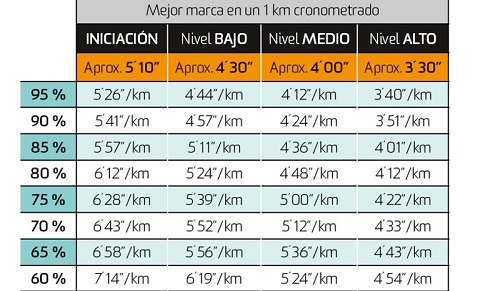 Mejor marca en un 1 km cronometrado
INICIACIÓN Nivel BAJO Nivel MEDIO Nivel ALTO
Aprox. 5´10” Aprox. 4´30” Aprox. 4´00” Aprox. 3´30”
95 % 5´26”/km 4´44”/km 4´12”/km 3´40”/km
90 % 5´41”/km 4´57”/km 4´24”/km 3´51”/km
85 % 5´57”/km 5´11”/km 4´36”/km 4´01”/km
80 % 6´12”/km 5´24”/km 4´48”/km 4´12”/km
75 % 6´28”/km 5´39”/km 5´00”/km 4´22”/km
70 % 6´43”/km 5´52”/km 5´12”/km 4´33”/km
65 % 6´58”/km 5´56”/km 5´36”/km 4´43”/km
60 % 7´14”/km 6´19”/km 5´24”/km 4´54”/km